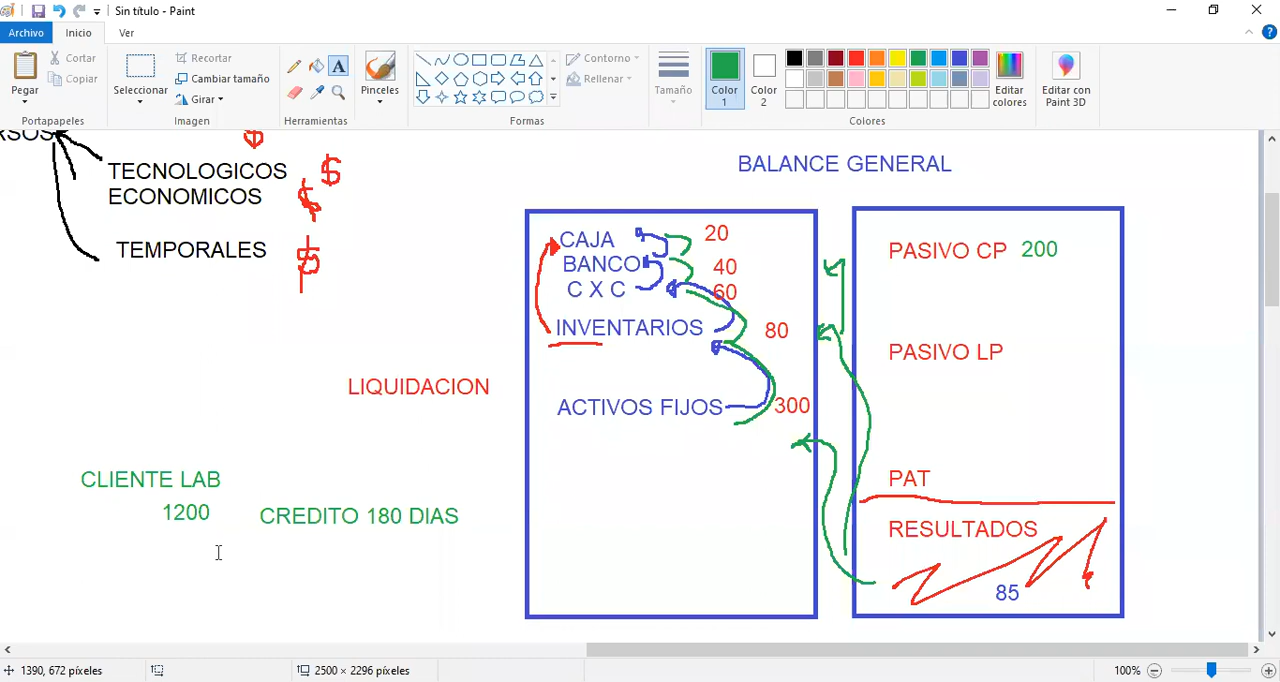 Sin título - Paint
Archivo
Inicio
Ver
Pegar
Cortar
Copiar
Portapapeles
Seleccionar
Recortar
Cambiar tamaño
Girar
Imagen
A
Herramientas
Pinceles
Contorno
Rellenar
Formas
Tamaño
Color 1
Color 2
Editar colores
Editar con Paint 3D
Colores
RSOS
TECNOLOGICOS $
ECONOMICOS $
TEMPORALES $
BALANCE GENERAL
CAJA 20
BANCO 40
C X C 60
INVENTARIOS 80
ACTIVOS FIJOS 300
PASIVO CP 200
PASIVO LP
PAT
RESULTADOS
85
LIQUIDACION
CLIENTE LAB
1200
CREDITO 180 DIAS
1390, 672 píxeles
2500 × 2296 píxeles
100%